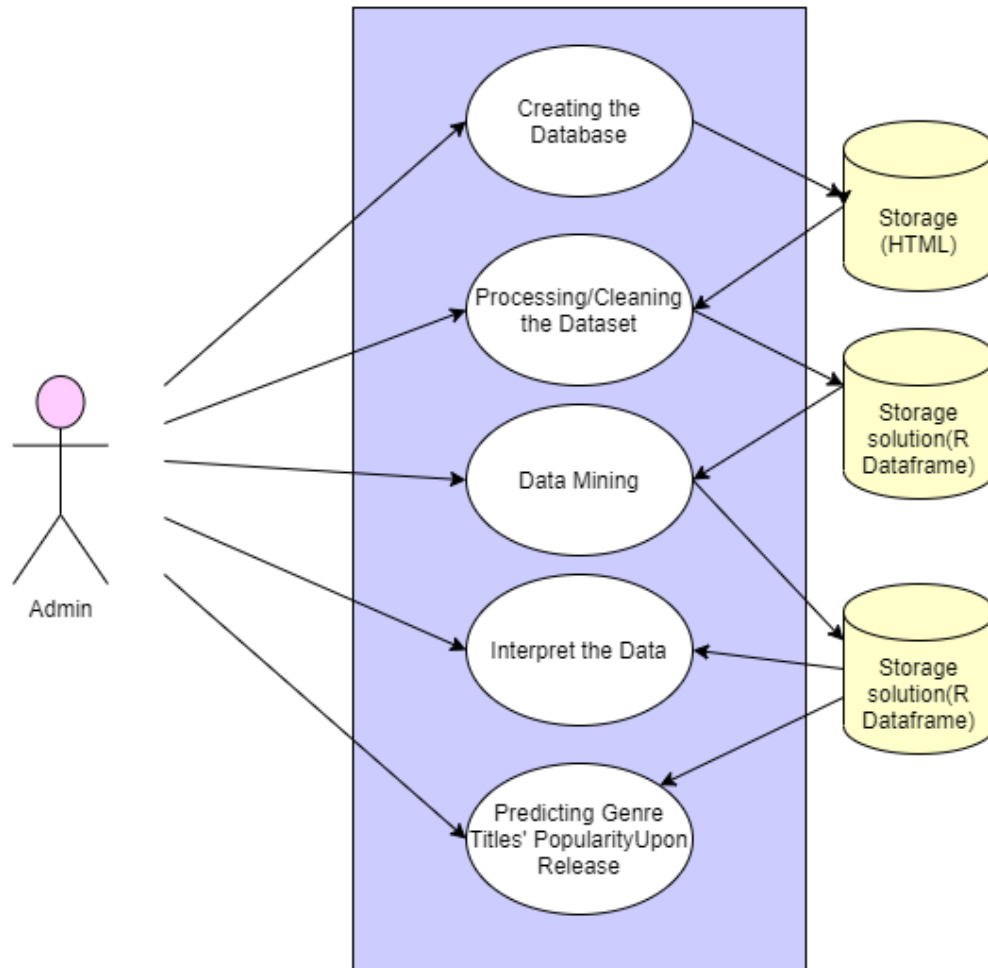 Creating the
Database
Storage
(HTML)
Processing/Cleaning
the Dataset
Storage
solution(R
Dataframe)
Data Mining
Admin
Interpret the Data
Storage
solution(R
Dataframe)
Predicting Genre
Titles' PopularityUpon
Release